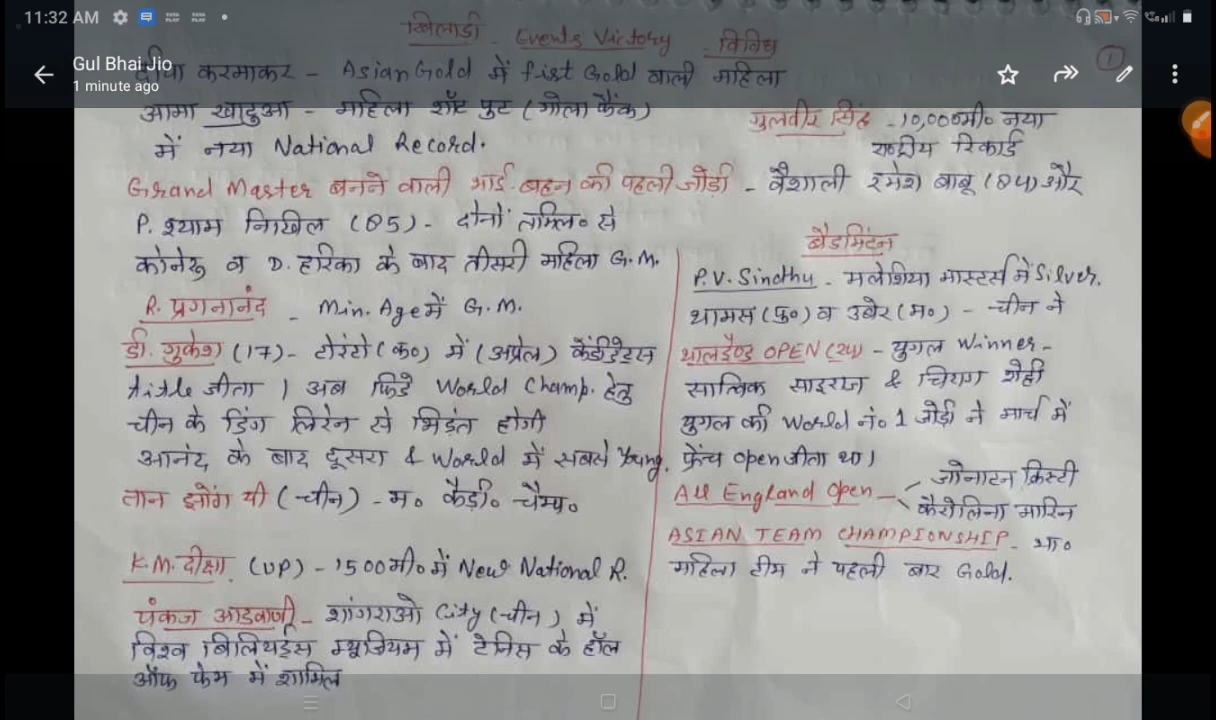 11:32 AM
Gul Bhai Jio
1 minute ago
खिलाडी - Events Victory - विविध
①
दीपा करमाकर - Asian Gold में first Gold वाली महिला
आभा खाटुआ - महिला शॉट पुट (गोला फैंक)
में नया National Record.
गुलवीर सिंह - 10,000मी० नया
राष्ट्रीय रिकार्ड
Grand Master बनने वाली भाई-बहन की पहली जोड़ी - वैशाली रमेश बाबू (84) और
P. श्याम निखिल (85) - दोनों तमिल० से
कोनेरु व D. हरिका के बाद तीसरी महिला G.M.
R. प्रगनानंद - Min. Age में G.M.
डी. गुकेश (17) - टोरंटो (क०) में (अप्रेल) कैंडीडेट्स
tittle जीता । अब फिडे World Champ. हेतु
चीन के डिंग लिरेन से भिड़ंत होगी
आनंद के बाद दूसरा & World में सबसे Young.
तान झोंग यी (चीन) - म० कैड़ी० चैम्प०
K.M. दीक्षा (UP) - 1500मी० में New National R.
पंकज आडवाणी - शांगराओ City (चीन) में
विश्व बिलियर्ड्स म्यूजियम में टेनिस के हॉल
ऑफ फेम में शामिल
बैडमिंटन
P.V. Sindhu - मलेशिया मास्टर्स में Silver.
थामस (पु०) व उबेर (म०) - चीन ने
थाईलैण्ड OPEN (24) - युगल Winner -
सात्विक साइराज & चिराग शेट्टी
युगल की World नं० 1 जोड़ी ने मार्च में
फ्रेंच open जीता था।
All England Open - जोनाटन क्रिस्टी
कैरोलिना मारिन
ASIAN TEAM CHAMPIONSHIP - भा०
महिला टीम ने पहली बार Gold.